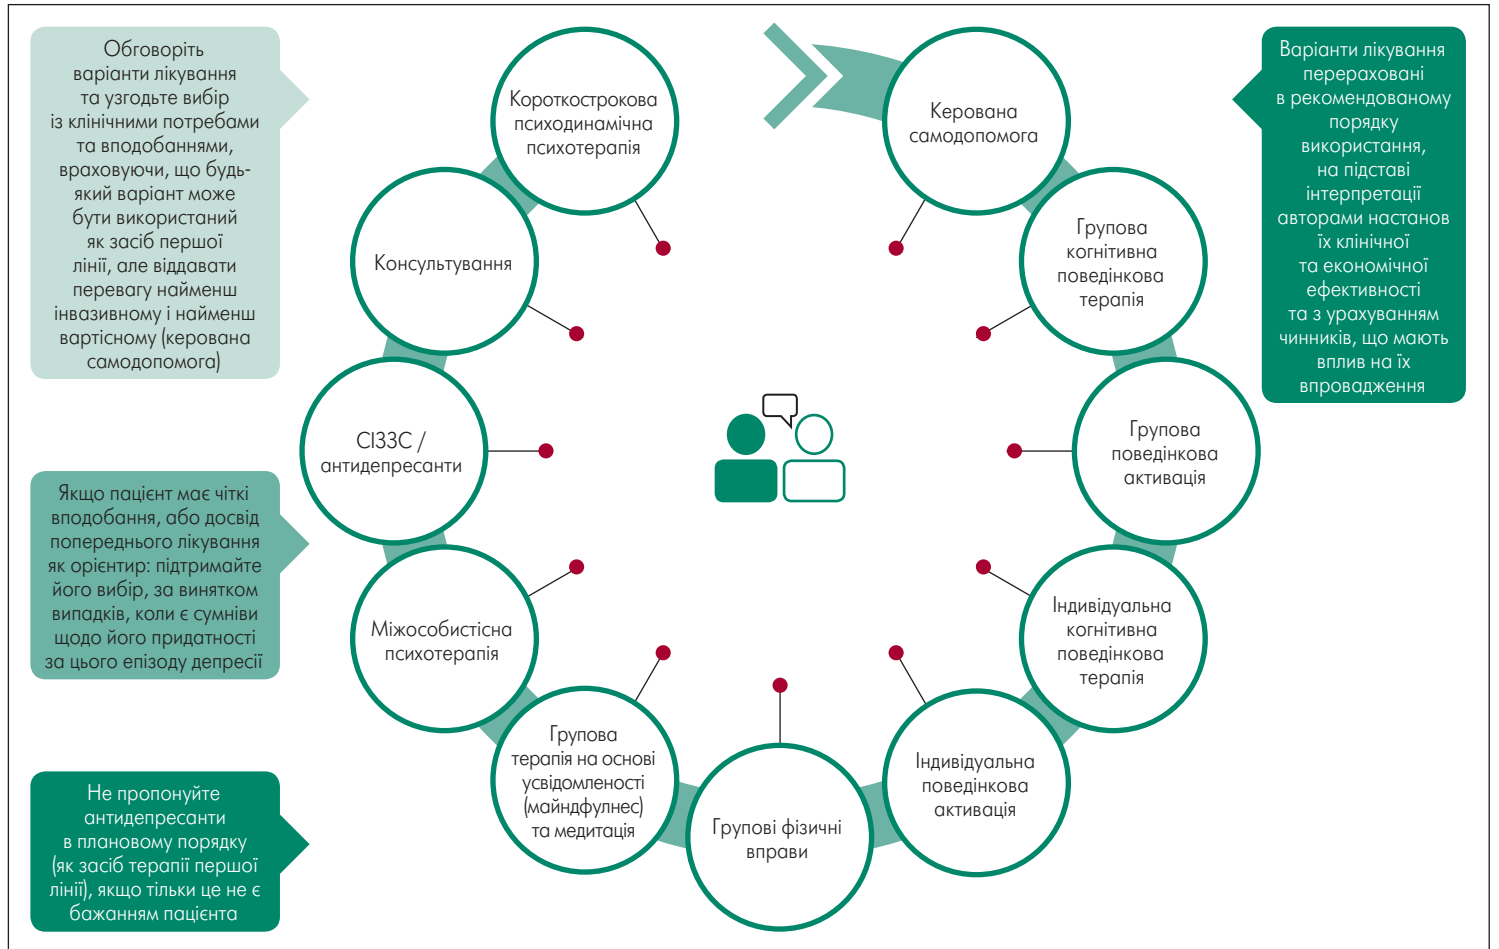 Обговоріть
варіанти лікування
та узгодьте вибір
із клінічними потребами
та вподобаннями,
враховуючи, що будь-
який варіант може
бути використаний
як засіб першої
лінії, але віддавати
перевагу найменш
інвазивному і найменш
вартісному (керована
самодопомога)
Якщо пацієнт має чіткі
вподобання, або досвід
попереднього лікування
як орієнтир: підтримайте
його вибір, за винятком
випадків, коли є сумніви
щодо його придатності
за цього епізоду депресії
Не пропонуйте
антидепресанти
в плановому порядку
(як засіб терапії першої
лінії), якщо тільки це не є
бажанням пацієнта
Керована
самодопомога
Групова
когнітивна
поведінкова
терапія
Групова
поведінкова
активація
Індивідуальна
когнітивна
поведінкова
терапія
Індивідуальна
поведінкова
активація
Групові фізичні
вправи
Групова
терапія на основі
усвідомленості
(майндфулнес)
та медитація
Міжособистісна
психотерапія
СІЗЗС /
антидепресанти
Консультування
Короткострокова
психодинамічна
психотерапія
Варіанти лікування
перераховані
в рекомендованому
порядку
використання,
на підставі
інтерпретації
авторами настанов
їх клінічної
та економічної
ефективності
та з урахуванням
чинників, що мають
вплив на їх
впровадження